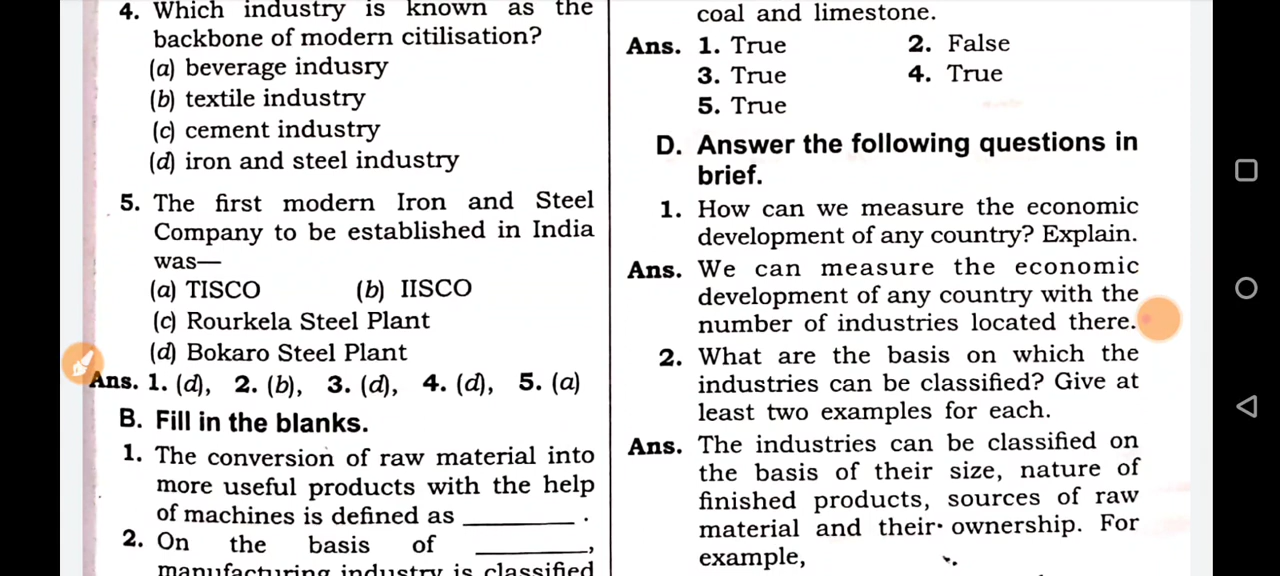 4. Which industry is known as the
backbone of modern citilisation?
(a) beverage indusry
(b) textile industry
(c) cement industry
(d) iron and steel industry
5. The first modern Iron and Steel
Company to be established in India
was—
(a) TISCO (b) IISCO
(c) Rourkela Steel Plant
(d) Bokaro Steel Plant
Ans. 1. (d), 2. (b), 3. (d), 4. (d), 5. (a)
B. Fill in the blanks.
1. The conversion of raw material into
more useful products with the help
of machines is defined as ________ .
2. On the basis of ________,
manufacturing industry is classified
coal and limestone.
Ans. 1. True 2. False
3. True 4. True
5. True
D. Answer the following questions in
brief.
1. How can we measure the economic
development of any country? Explain.
Ans. We can measure the economic
development of any country with the
number of industries located there.
2. What are the basis on which the
industries can be classified? Give at
least two examples for each.
Ans. The industries can be classified on
the basis of their size, nature of
finished products, sources of raw
material and their ownership. For
example,